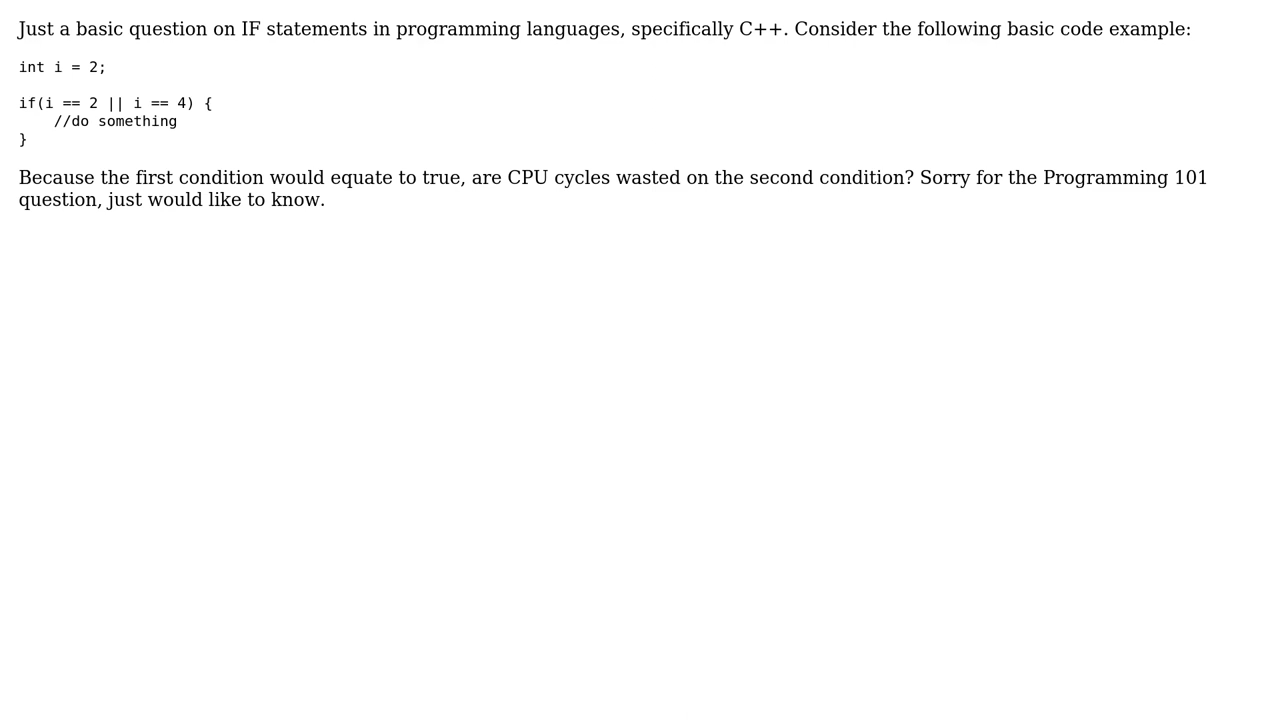 Just a basic question on IF statements in programming languages, specifically C++. Consider the following basic code example:
int i = 2;
if(i == 2 || i == 4) {
    //do something
}
Because the first condition would equate to true, are CPU cycles wasted on the second condition? Sorry for the Programming 101
question, just would like to know.